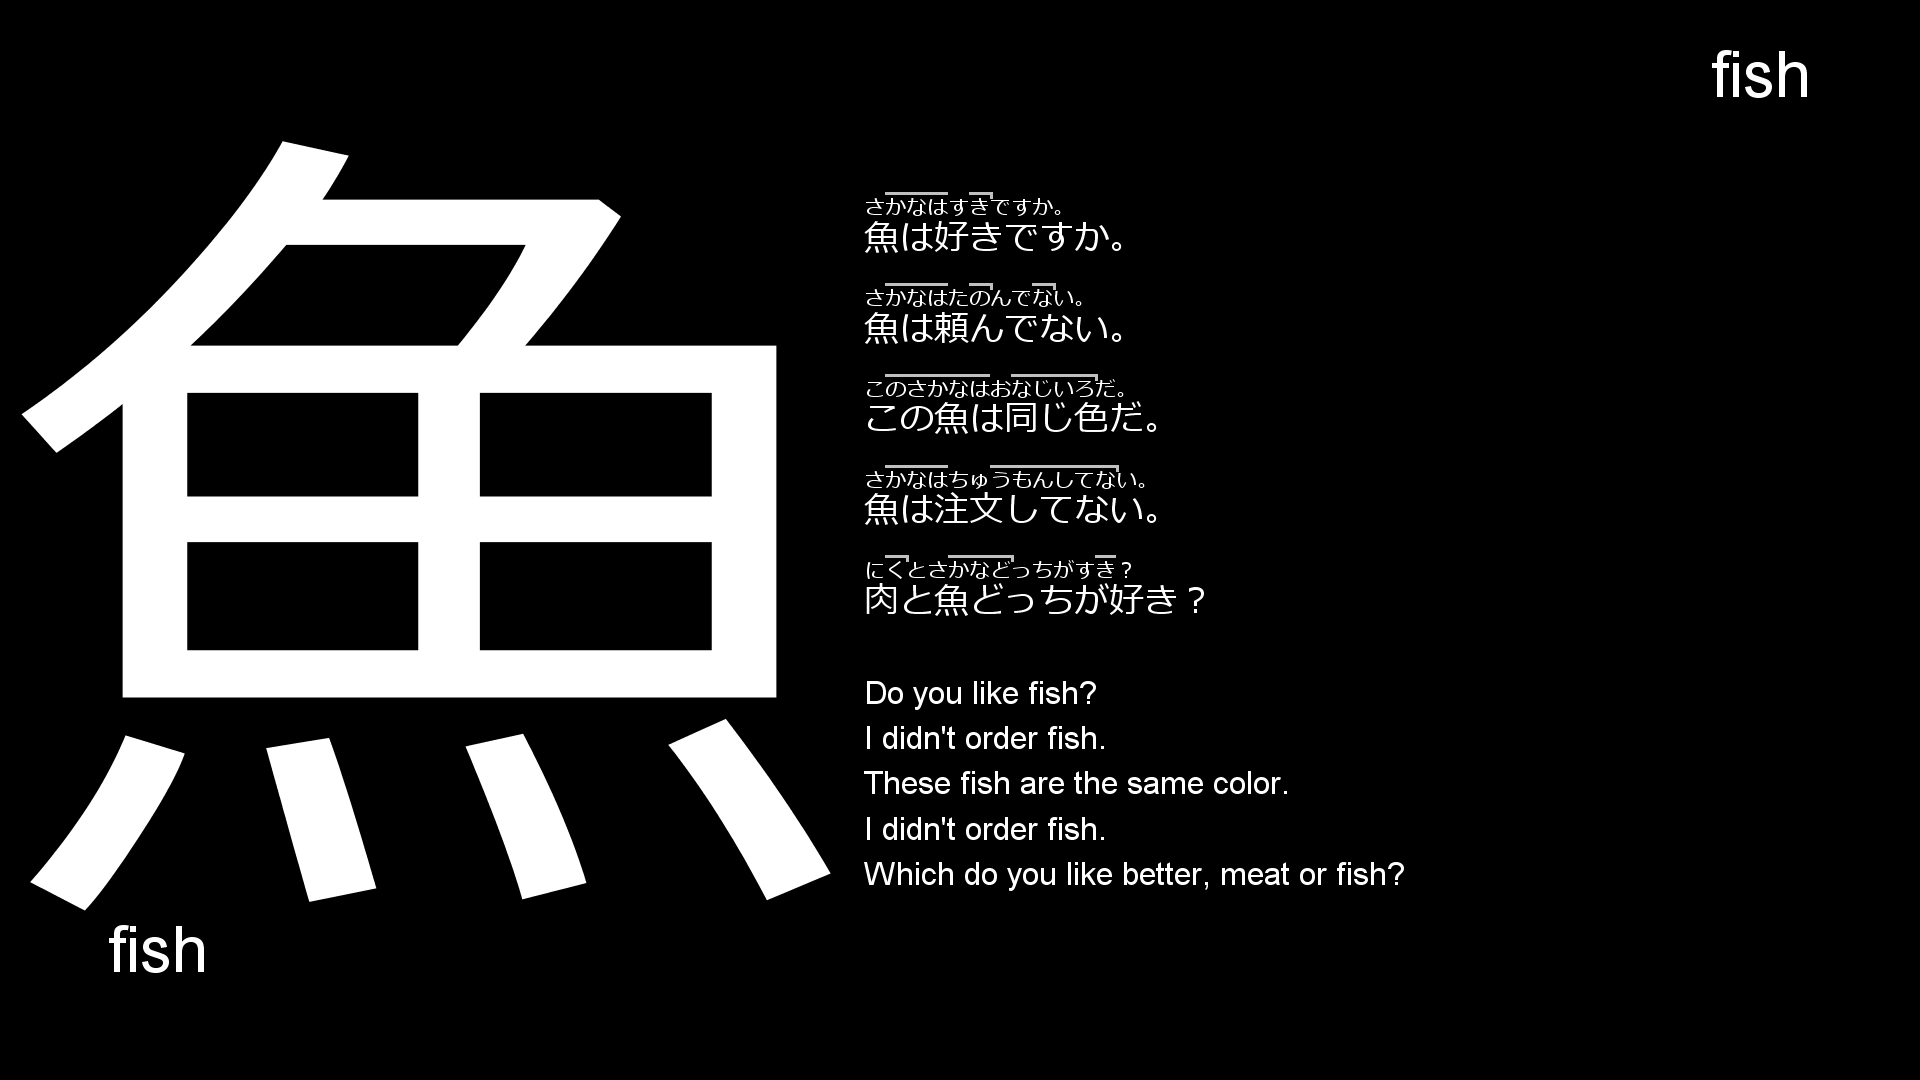 fish
魚
fish
さかなはすきですか。
魚は好きですか。
さかなはたのんでない。
魚は頼んでない。
このさかなはおなじいろだ。
この魚は同じ色だ。
さかなはちゅうもんしてない。
魚は注文してない。
にくとさかなどっちがすき？
肉と魚どっちが好き？
Do you like fish?
I didn't order fish.
These fish are the same color.
I didn't order fish.
Which do you like better, meat or fish?